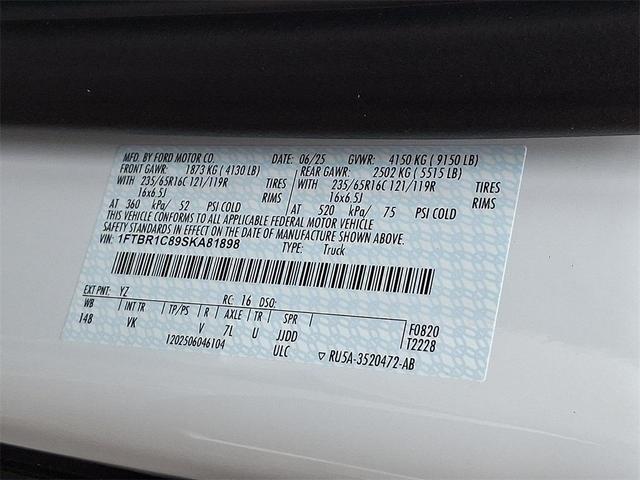 MFD. BY FORD MOTOR CO. DATE: 06/25 GVWR: 4150 KG ( 9150 LB)
FRONT GAWR: 1873 KG ( 4130 LB) REAR GAWR: 2502 KG ( 5515 LB)
WITH 235/65R16C 121/119R TIRES WITH 235/65R16C 121/119R TIRES
16x6.5J RIMS 16x6.5J RIMS
AT 360 kPa/ 52 PSI COLD AT 520 kPa/ 75 PSI COLD
THIS VEHICLE CONFORMS TO ALL APPLICABLE FEDERAL MOTOR VEHICLE
SAFETY STANDARDS IN EFFECT ON THE DATE OF MANUFACTURE SHOWN ABOVE.
VIN: 1FTBR1C89SKA81898 TYPE: Truck
EXT PNT: YZ RC: 16 DSO:
WB INT TR TP/PS R AXLE TR SPR F0820
148 VK V 7L U JJDD T2228
1202506046104 ULC ▽ RU5A-3520472-AB